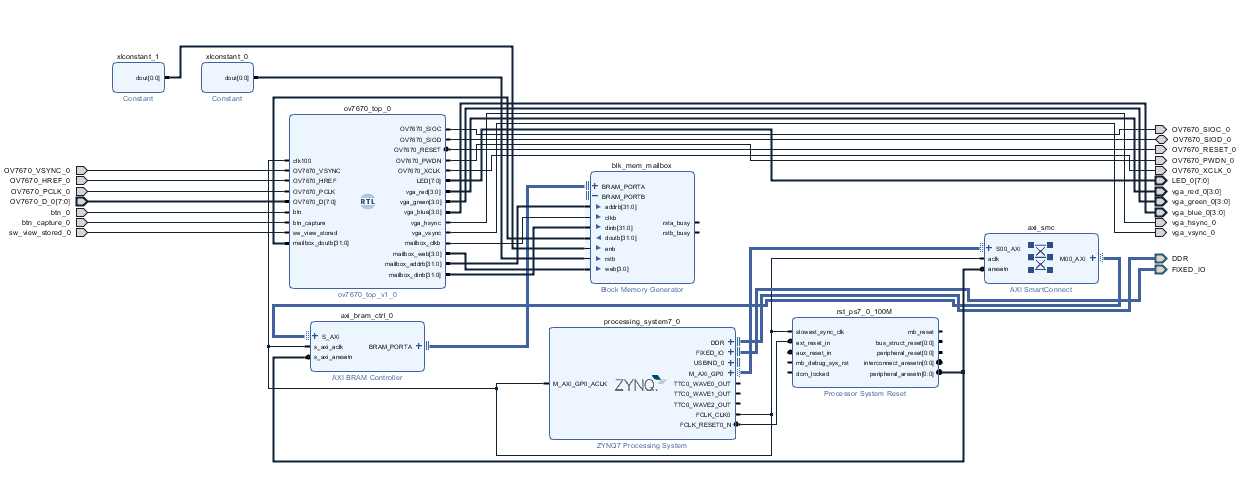 xlconstant_1
dout[0:0]
Constant
xlconstant_0
dout[0:0]
Constant
OV7670_VSYNC_0
OV7670_HREF_0
OV7670_PCLK_0
OV7670_D_0[7:0]
btn_0
btn_capture_0
sw_view_stored_0
ov7670_top_0
clk100
OV7670_VSYNC
OV7670_HREF
OV7670_PCLK
OV7670_D[7:0]
btn
btn_capture
sw_view_stored
mailbox_doutb[31:0]
RTL
OV7670_SIOC
OV7670_SIOD
OV7670_RESET
OV7670_PWDN
OV7670_XCLK
LED[7:0]
vga_red[3:0]
vga_green[3:0]
vga_blue[3:0]
vga_hsync
vga_vsync
mailbox_clkb
mailbox_web[3:0]
mailbox_addrb[31:0]
mailbox_dinb[31:0]
ov7670_top_v1_0
blk_mem_mailbox
BRAM_PORTA
BRAM_PORTB
addrb[31:0]
clkb
dinb[31:0]
doutb[31:0]
enb
rstb
web[3:0]
rsta_busy
rstb_busy
Block Memory Generator
axi_smc
S00_AXI
aclk
aresetn
M00_AXI
AXI SmartConnect
OV7670_SIOC_0
OV7670_SIOD_0
OV7670_RESET_0
OV7670_PWDN_0
OV7670_XCLK_0
LED_0[7:0]
vga_red_0[3:0]
vga_green_0[3:0]
vga_blue_0[3:0]
vga_hsync_0
vga_vsync_0
DDR
FIXED_IO
axi_bram_ctrl_0
S_AXI
s_axi_aclk
s_axi_aresetn
BRAM_PORTA
AXI BRAM Controller
processing_system7_0
M_AXI_GP0_ACLK
ZYNQ
DDR
FIXED_IO
USBIND_0
M_AXI_GP0
TTC0_WAVE0_OUT
TTC0_WAVE1_OUT
TTC0_WAVE2_OUT
FCLK_CLK0
FCLK_RESET0_N
ZYNQ7 Processing System
rst_ps7_0_100M
slowest_sync_clk
ext_reset_in
aux_reset_in
mb_debug_sys_rst
dcm_locked
mb_reset
bus_struct_reset[0:0]
peripheral_reset[0:0]
interconnect_aresetn[0:0]
peripheral_aresetn[0:0]
Processor System Reset